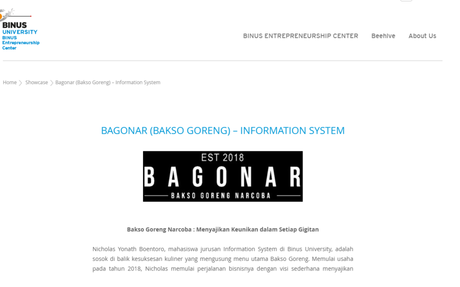 BINUS
UNIVERSITY
BINUS
Entrepreneurship
Center
BINUS ENTREPRENEURSHIP CENTER Beehive About Us
Home Showcase Bagonar (Bakso Goreng) – Information System
BAGONAR (BAKSO GORENG) – INFORMATION SYSTEM
EST 2018
BAGONAR
BAKSO GORENG NARCOBA
Bakso Goreng Narcoba : Menyajikan Keunikan dalam Setiap Gigitan
Nicholas Yonath Boentoro, mahasiswa jurusan Information System di Binus University, adalah
sosok di balik kesuksesan kuliner yang mengusung menu utama Bakso Goreng. Memulai usaha
pada tahun 2018, Nicholas memulai perjalanan bisnisnya dengan visi sederhana menyajikan